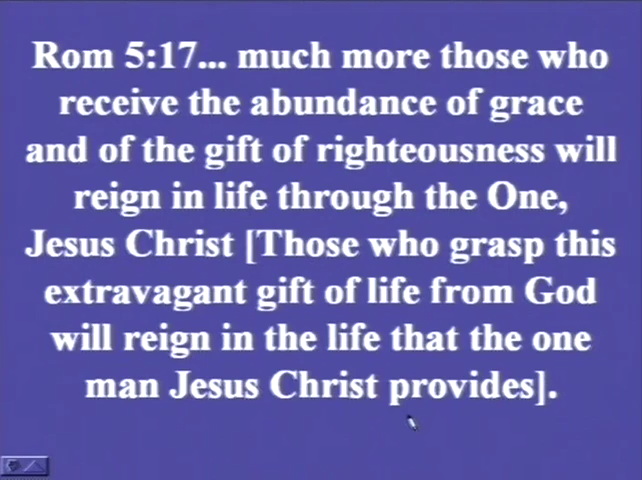 Rom 5:17... much more those who
receive the abundance of grace
and of the gift of righteousness will
reign in life through the One,
Jesus Christ [Those who grasp this
extravagant gift of life from God
will reign in the life that the one
man Jesus Christ provides].